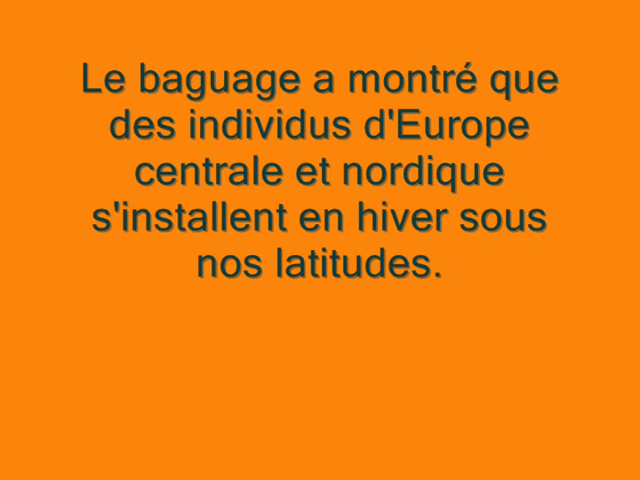 Le baguage a montré que
des individus d'Europe
centrale et nordique
s'installent en hiver sous
nos latitudes.